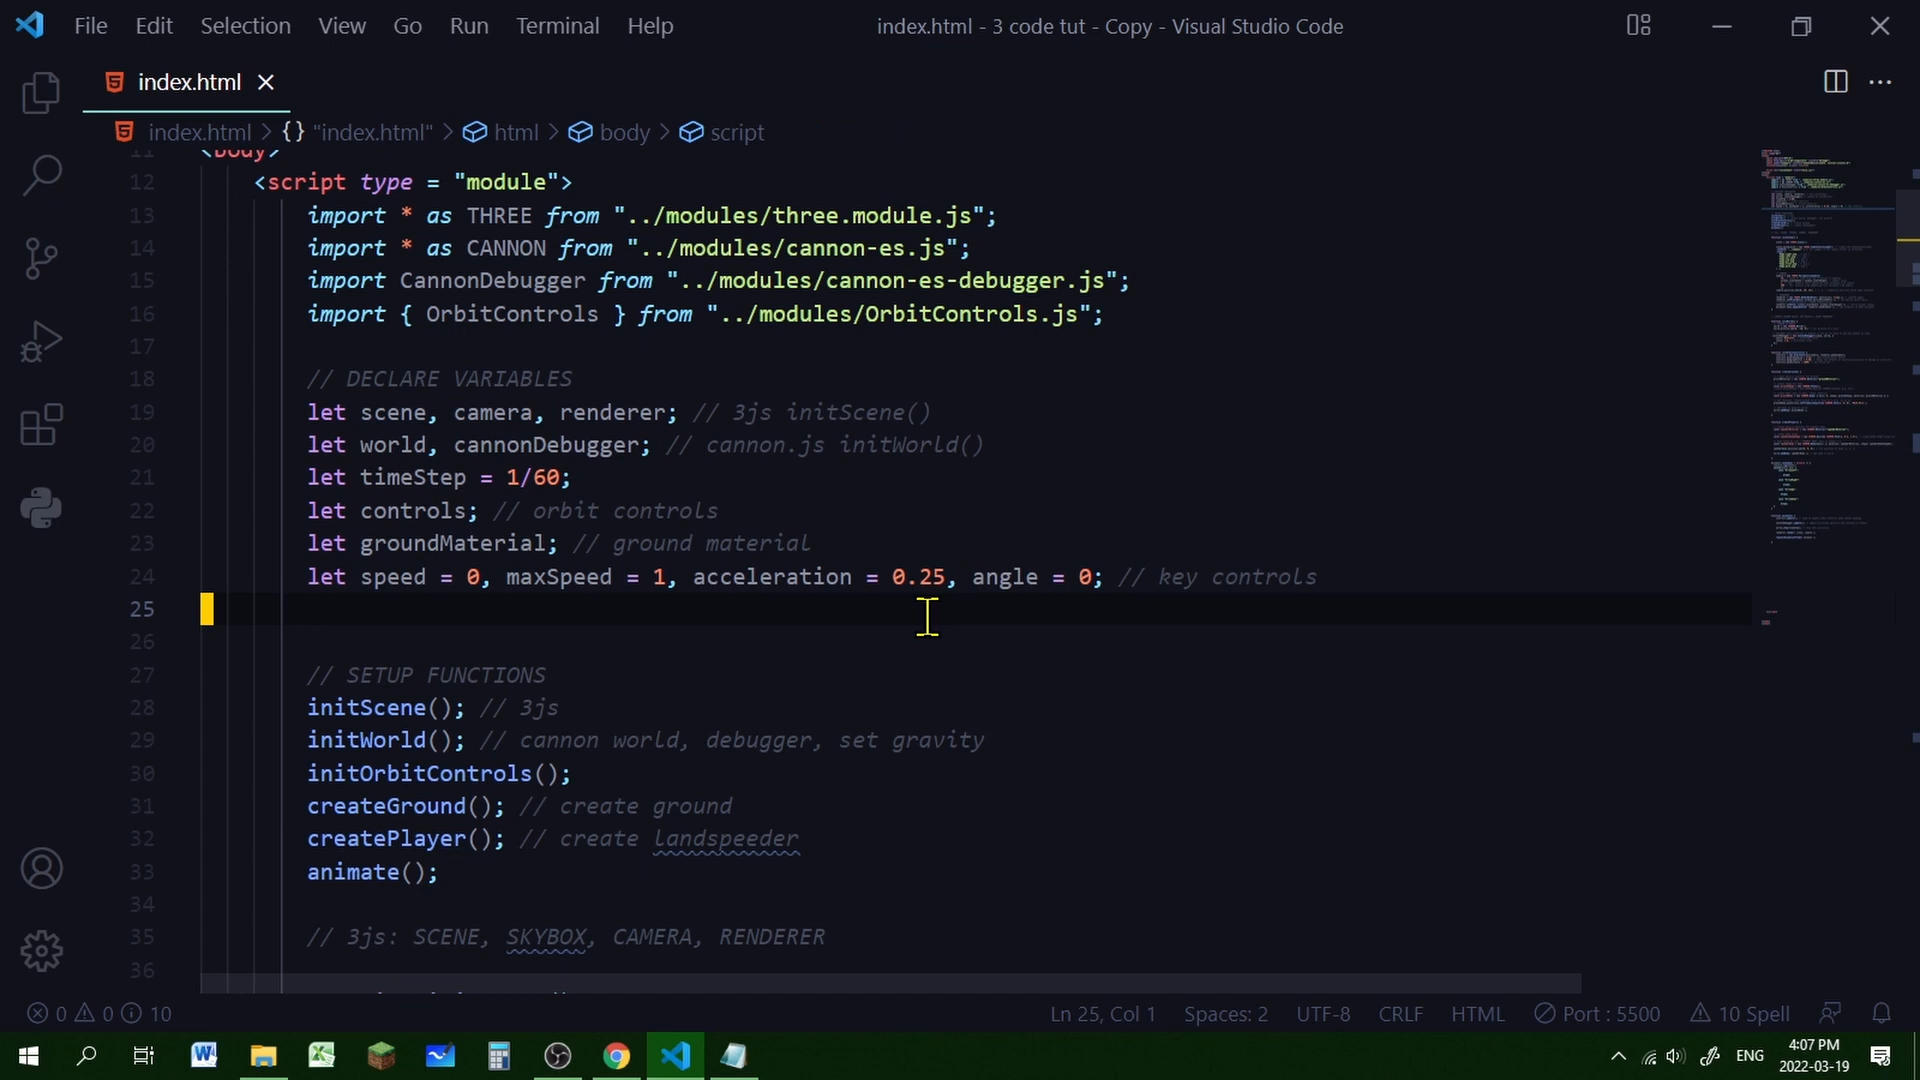 File Edit Selection View Go Run Terminal Help
index.html - 3 code tut - Copy - Visual Studio Code
index.html
index.html > {} "index.html" > html > body > script
11 <body>
12 <script type = "module">
13 import * as THREE from "../modules/three.module.js";
14 import * as CANNON from "../modules/cannon-es.js";
15 import CannonDebugger from "../modules/cannon-es-debugger.js";
16 import { OrbitControls } from "../modules/OrbitControls.js";
17
18 // DECLARE VARIABLES
19 let scene, camera, renderer; // 3js initScene()
20 let world, cannonDebugger; // cannon.js initWorld()
21 let timeStep = 1/60;
22 let controls; // orbit controls
23 let groundMaterial; // ground material
24 let speed = 0, maxSpeed = 1, acceleration = 0.25, angle = 0; // key controls
25
26
27 // SETUP FUNCTIONS
28 initScene(); // 3js
29 initWorld(); // cannon world, debugger, set gravity
30 initOrbitControls();
31 createGround(); // create ground
32 createPlayer(); // create landspeeder
33 animate();
34
35 // 3js: SCENE, SKYBOX, CAMERA, RENDERER
36
0 0 10
Ln 25, Col 1 Spaces: 2 UTF-8 CRLF HTML Port : 5500 10 Spell
ENG
4:07 PM
2022-03-19